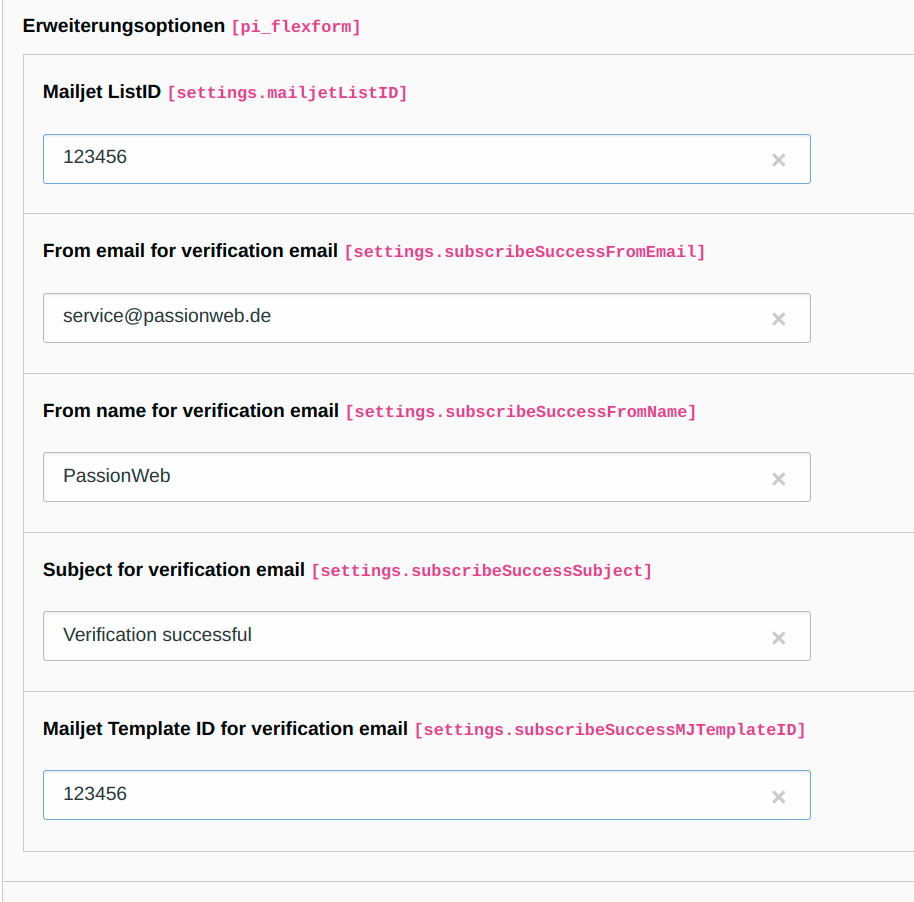 Erweiterungsoptionen [pi_flexform]
Mailjet ListID [settings.mailjetListID]
123456
From email for verification email [settings.subscribeSuccessFromEmail]
service@passionweb.de
From name for verification email [settings.subscribeSuccessFromName]
PassionWeb
Subject for verification email [settings.subscribeSuccessSubject]
Verification successful
Mailjet Template ID for verification email [settings.subscribeSuccessMJTemplateID]
123456